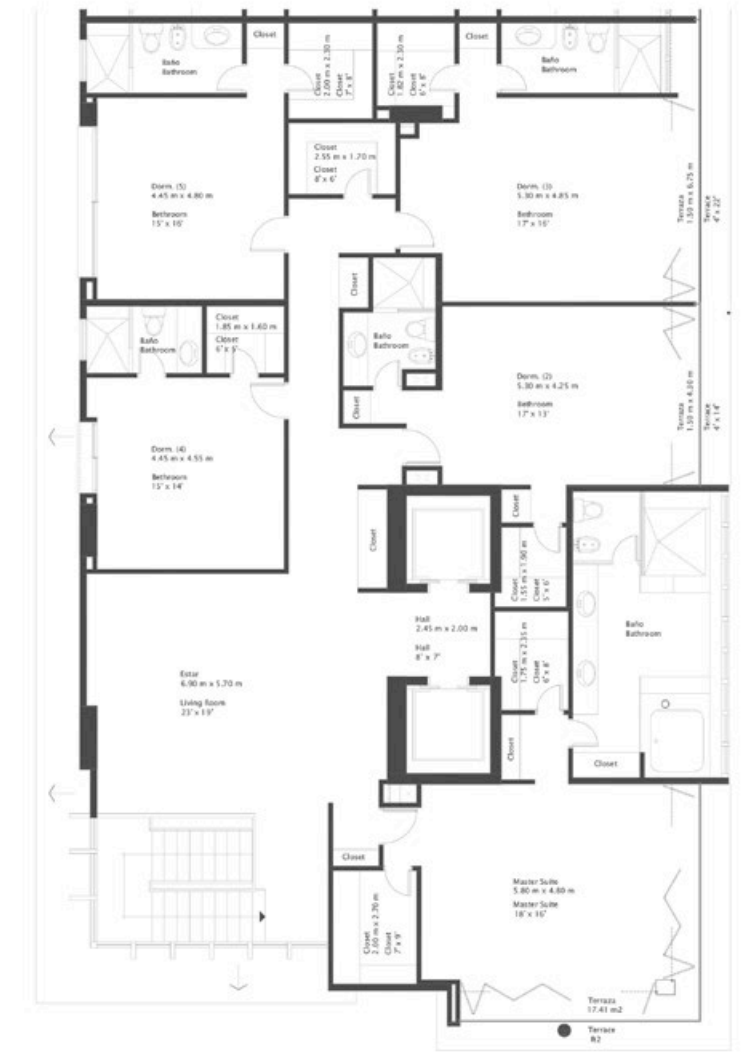 Closet
Baño
Bathroom
Closet
2.00 m x 2.30 m
Closet
7' x 8'
Closet
1.82 m x 2.30 m
Closet
6' x 8'
Closet
Baño
Bathroom
Closet
2.55 m x 1.70 m
Closet
8' x 6'
Dorm. (5)
4.45 m x 4.80 m
Bethroom
15' x 16'
Dorm. (3)
5.30 m x 4.85 m
Bethroom
17' x 16'
Terraza
1.50 m x 6.75 m
Terrace
4' x 22'
Closet
Closet
1.85 m x 1.60 m
Closet
6' x 5'
Baño
Bathroom
Baño
Bathroom
Dorm. (2)
5.30 m x 4.25 m
Bethroom
17' x 13'
Terraza
1.50 m x 4.30 m
Terrace
4' x 14'
Closet
Dorm. (4)
4.45 m x 4.55 m
Bethroom
15' x 14'
Closet
Closet
Closet
1.55 m x 1.90 m
Closet
5' x 6'
Hall
2.45 m x 2.00 m
Hall
8' x 7'
Baño
Bathroom
Closet
1.75 m x 2.35 m
Closet
6' x 8'
Estar
6.90 m x 5.70 m
Living Room
23' x 19'
Closet
Closet
Closet
Master Suite
5.80 m x 4.80 m
Master Suite
18' x 16'
Closet
2.00 m x 2.70 m
Closet
7' x 9'
Terraza
17.41 m2
Terrace
ft2